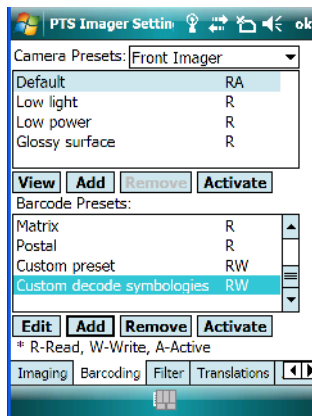 PTS Imager Settin ok
Camera Presets: Front Imager
Default RA
Low light R
Low power R
Glossy surface R
View Add Remove Activate
Barcode Presets:
Matrix R
Postal R
Custom preset RW
Custom decode symbologies RW
Edit Add Remove Activate
* R-Read, W-Write, A-Active
Imaging Barcoding Filter Translations